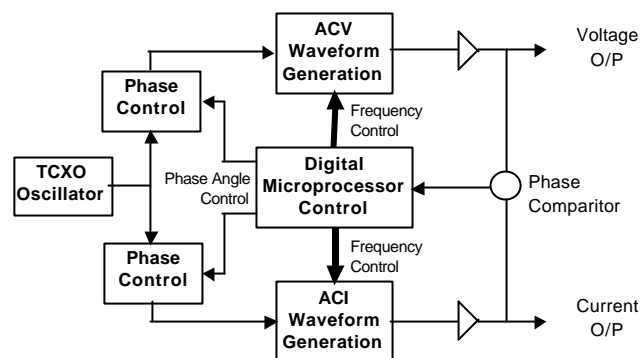 ACV
Waveform
Generation
Voltage
O/P
Phase
Control
Frequency
Control
TCXO
Oscillator
Phase Angle
Control
Digital
Microprocessor
Control
Phase
Comparitor
Phase
Control
Frequency
Control
ACI
Waveform
Generation
Current
O/P